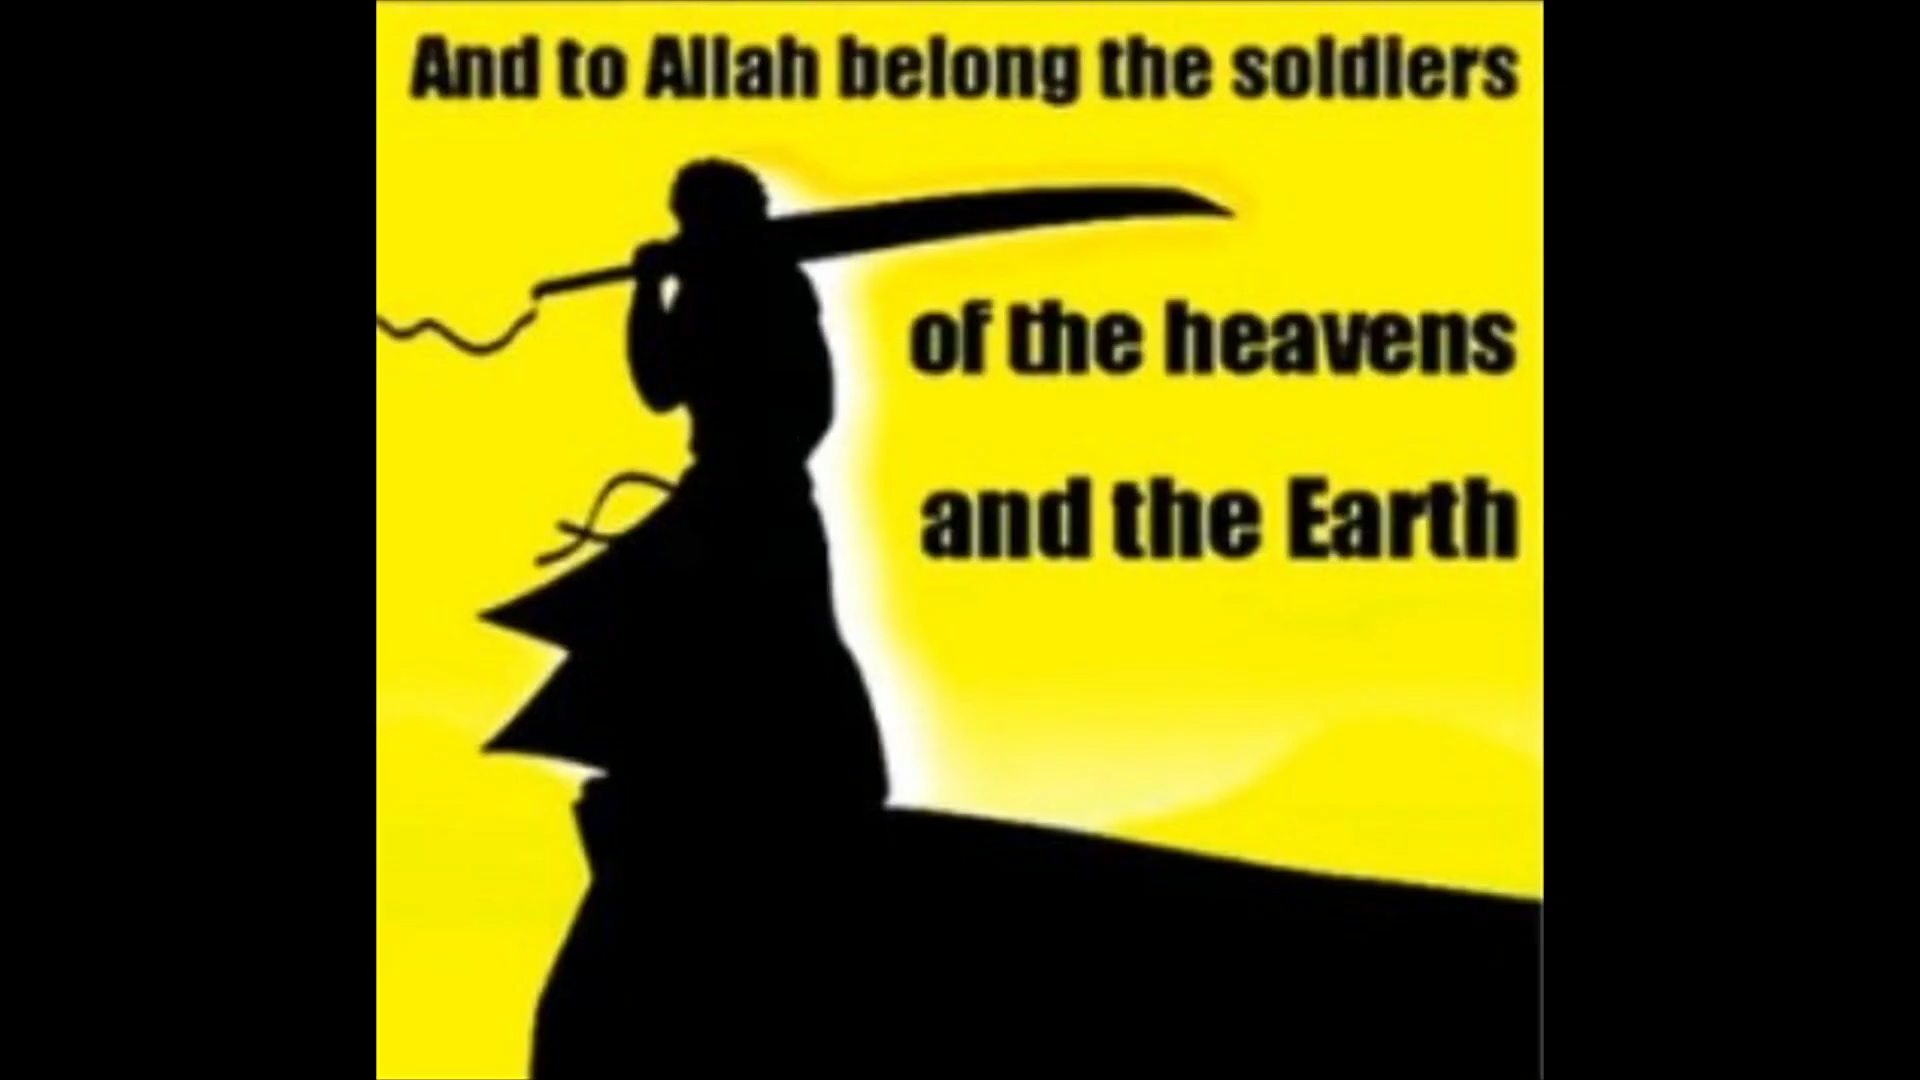 And to Allah belong the soldiers
of the heavens
and the Earth